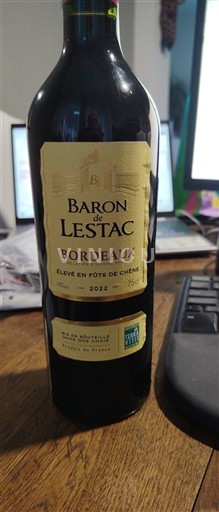 BARON
de
LESTAC
BORDEAUX
ÉLEVÉ EN FÛTS DE CHÊNE
2022
75cl
MIS EN BOUTEILLE
DANS NOS CHAIS
Produit de France